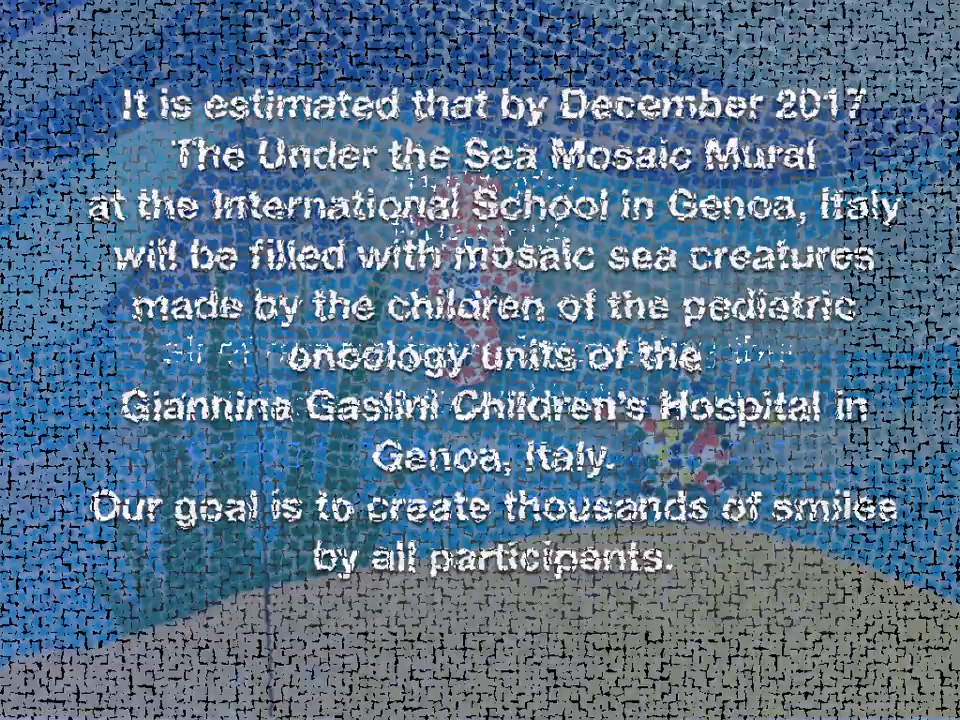 It is estimated that by December 2017
The Under the Sea Mosaic Mural
at the International School in Genoa, Italy
will be filled with mosaic sea creatures
made by the children of the pediatric
oncology units of the
Giannina Gaslini Children's Hospital in
Genoa, Italy.
Our goal is to create thousands of smiles
by all participents.